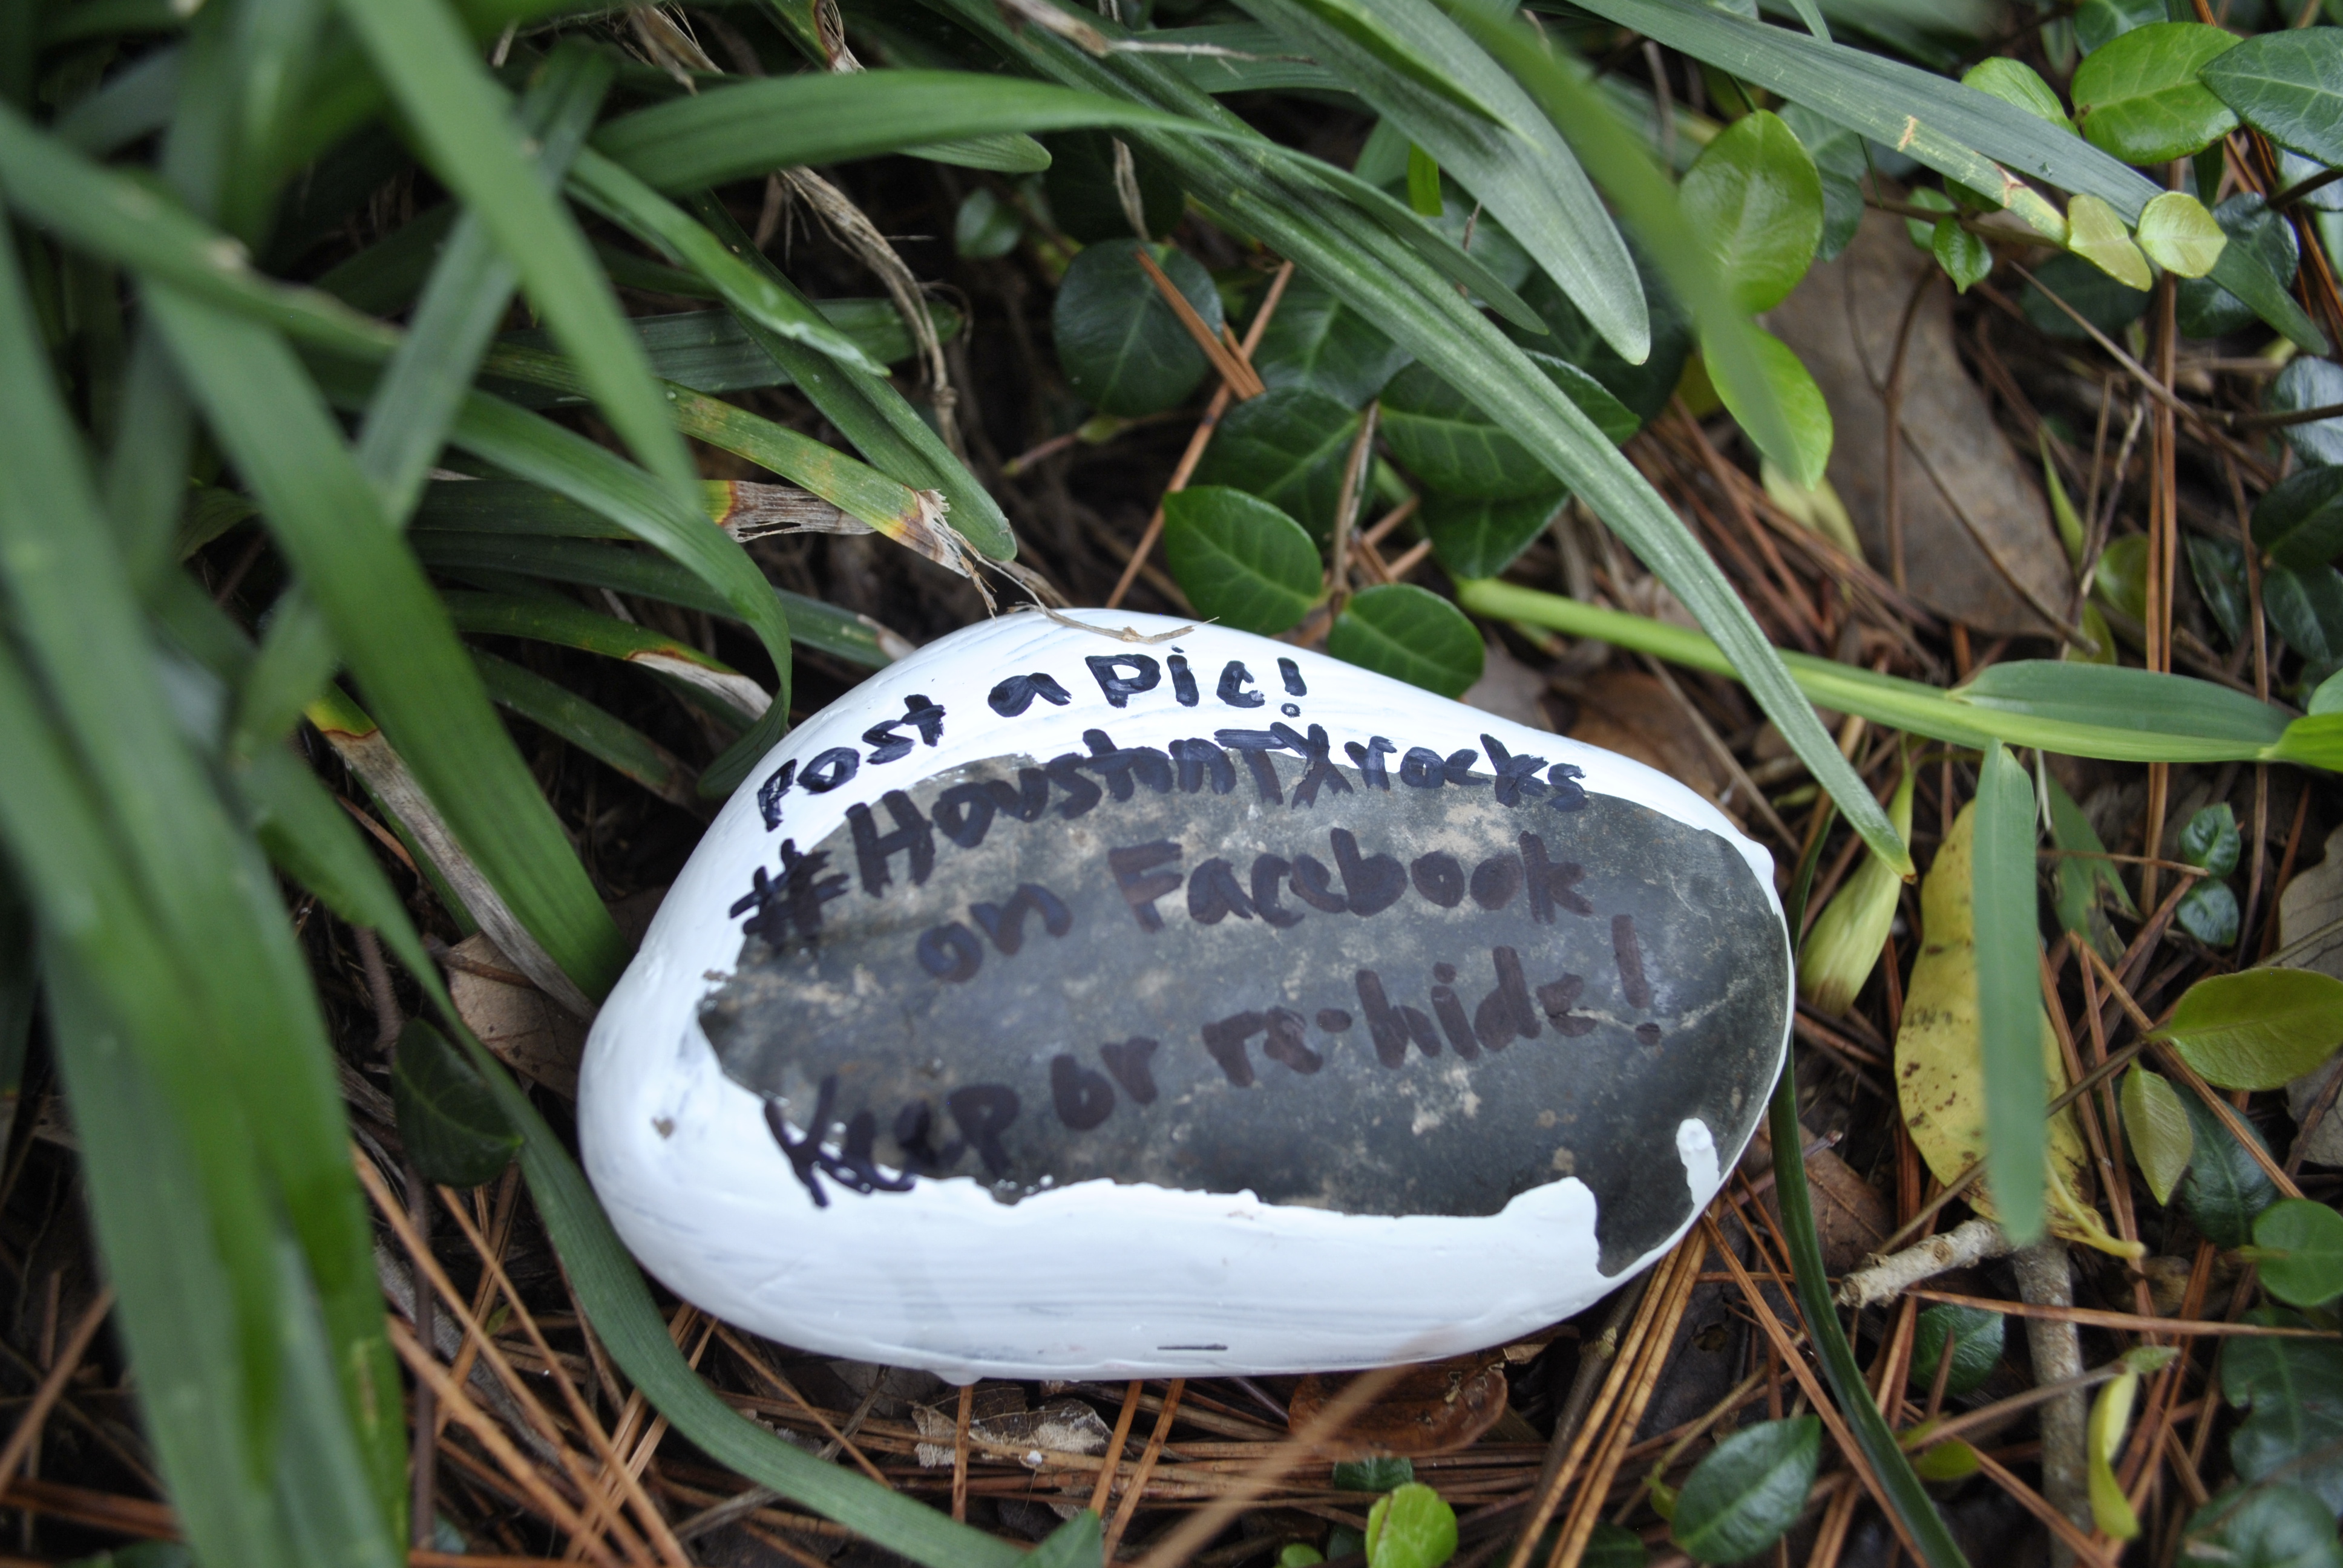 Post a Pic!
#HoustonTXrocks
on Facebook
Keep or re-hide!